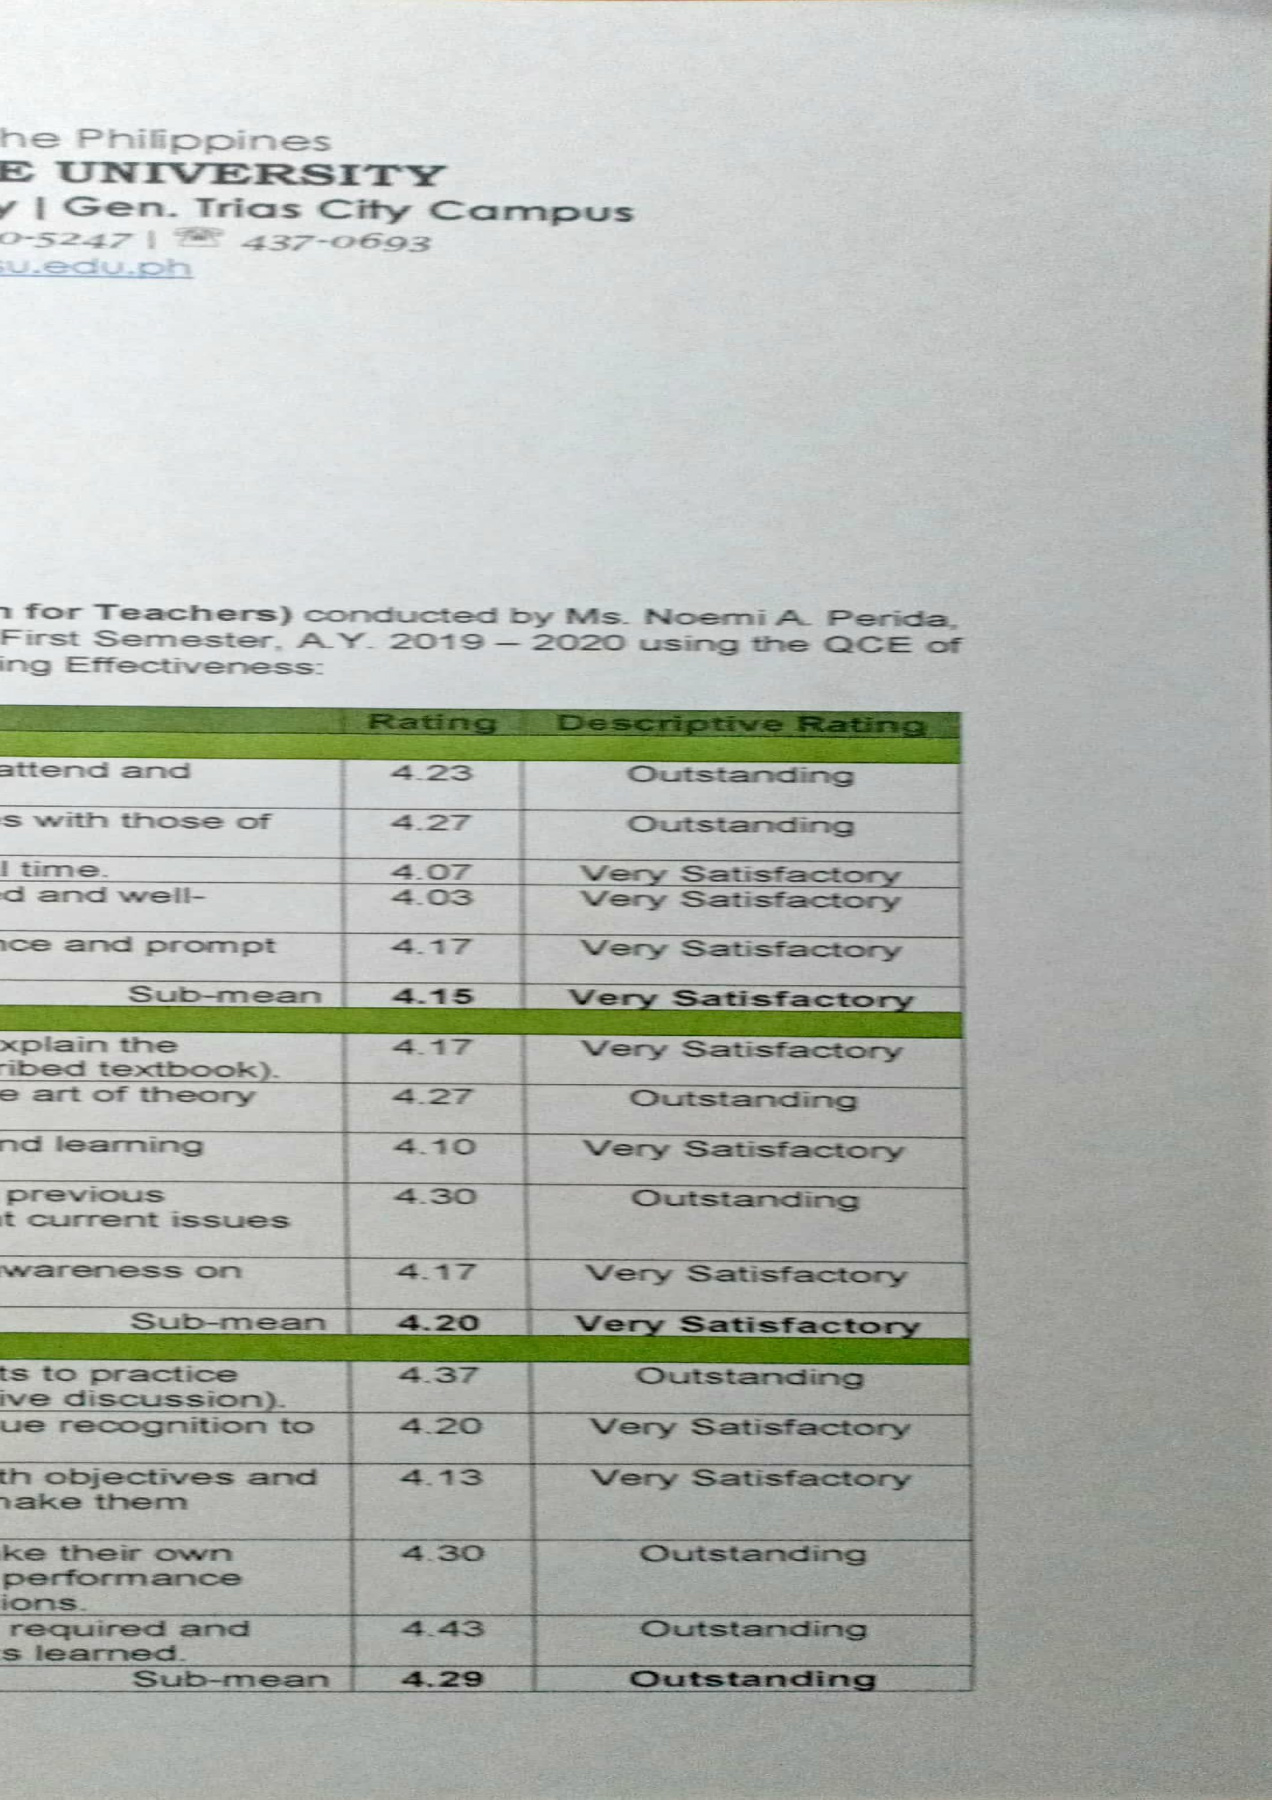 he Philippines
E UNIVERSITY
y | Gen. Trias City Campus
0-5247 | ☏ 437-0693
su.edu.ph
n for Teachers) conducted by Ms. Noemi A. Perida,
First Semester, A.Y. 2019 – 2020 using the QCE of
ing Effectiveness:
Rating Descriptive Rating
attend and 4.23 Outstanding
s with those of 4.27 Outstanding
l time. 4.07 Very Satisfactory
d and well- 4.03 Very Satisfactory
nce and prompt 4.17 Very Satisfactory
Sub-mean 4.15 Very Satisfactory
xplain the 4.17 Very Satisfactory
ribed textbook).
e art of theory 4.27 Outstanding
nd learning 4.10 Very Satisfactory
previous 4.30 Outstanding
t current issues
wareness on 4.17 Very Satisfactory
Sub-mean 4.20 Very Satisfactory
ts to practice 4.37 Outstanding
ive discussion).
ue recognition to 4.20 Very Satisfactory
th objectives and 4.13 Very Satisfactory
make them
ke their own 4.30 Outstanding
performance
ions.
required and 4.43 Outstanding
s learned.
Sub-mean 4.29 Outstanding